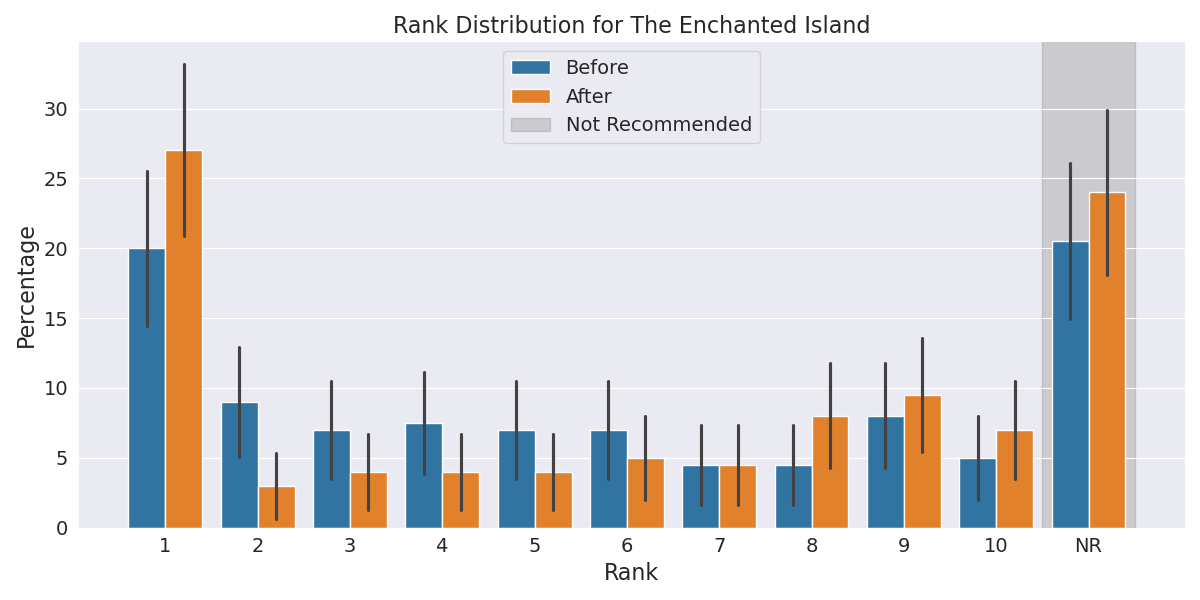 Rank Distribution for The Enchanted Island
Before
After
Not Recommended
Percentage
30
25
20
15
10
5
0
1 2 3 4 5 6 7 8 9 10 NR
Rank